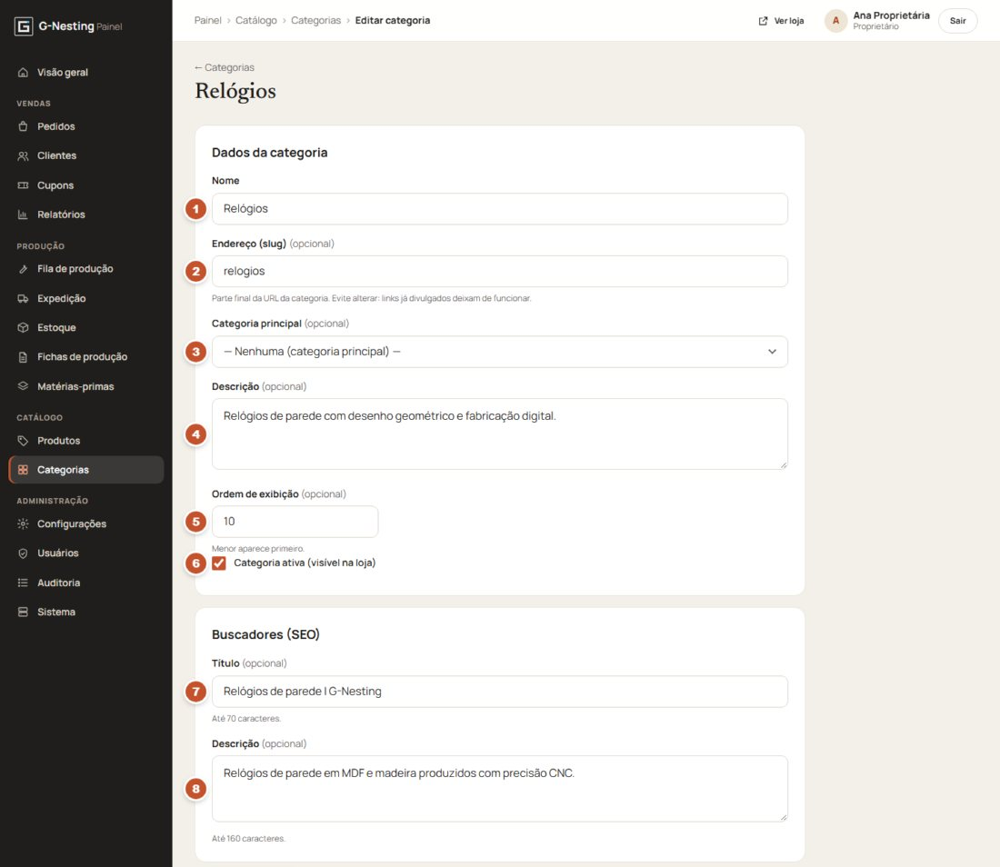 G-Nesting Painel
Visão geral
VENDAS
Pedidos
Clientes
Cupons
Relatórios
PRODUÇÃO
Fila de produção
Expedição
Estoque
Fichas de produção
Matérias-primas
CATÁLOGO
Produtos
Categorias
ADMINISTRAÇÃO
Configurações
Usuários
Auditoria
Sistema
Painel › Catálogo › Categorias › Editar categoria
Ver loja
A
Ana Proprietária
Proprietário
Sair
← Categorias
Relógios
Dados da categoria
Nome
1 Relógios
Endereço (slug) (opcional)
2 relogios
Parte final da URL da categoria. Evite alterar: links já divulgados deixam de funcionar.
Categoria principal (opcional)
3 — Nenhuma (categoria principal) —
Descrição (opcional)
Relógios de parede com desenho geométrico e fabricação digital.
4
Ordem de exibição (opcional)
5 10
Menor aparece primeiro.
6 Categoria ativa (visível na loja)
Buscadores (SEO)
Título (opcional)
7 Relógios de parede | G-Nesting
Até 70 caracteres.
Descrição (opcional)
Relógios de parede em MDF e madeira produzidos com precisão CNC.
8
Até 160 caracteres.